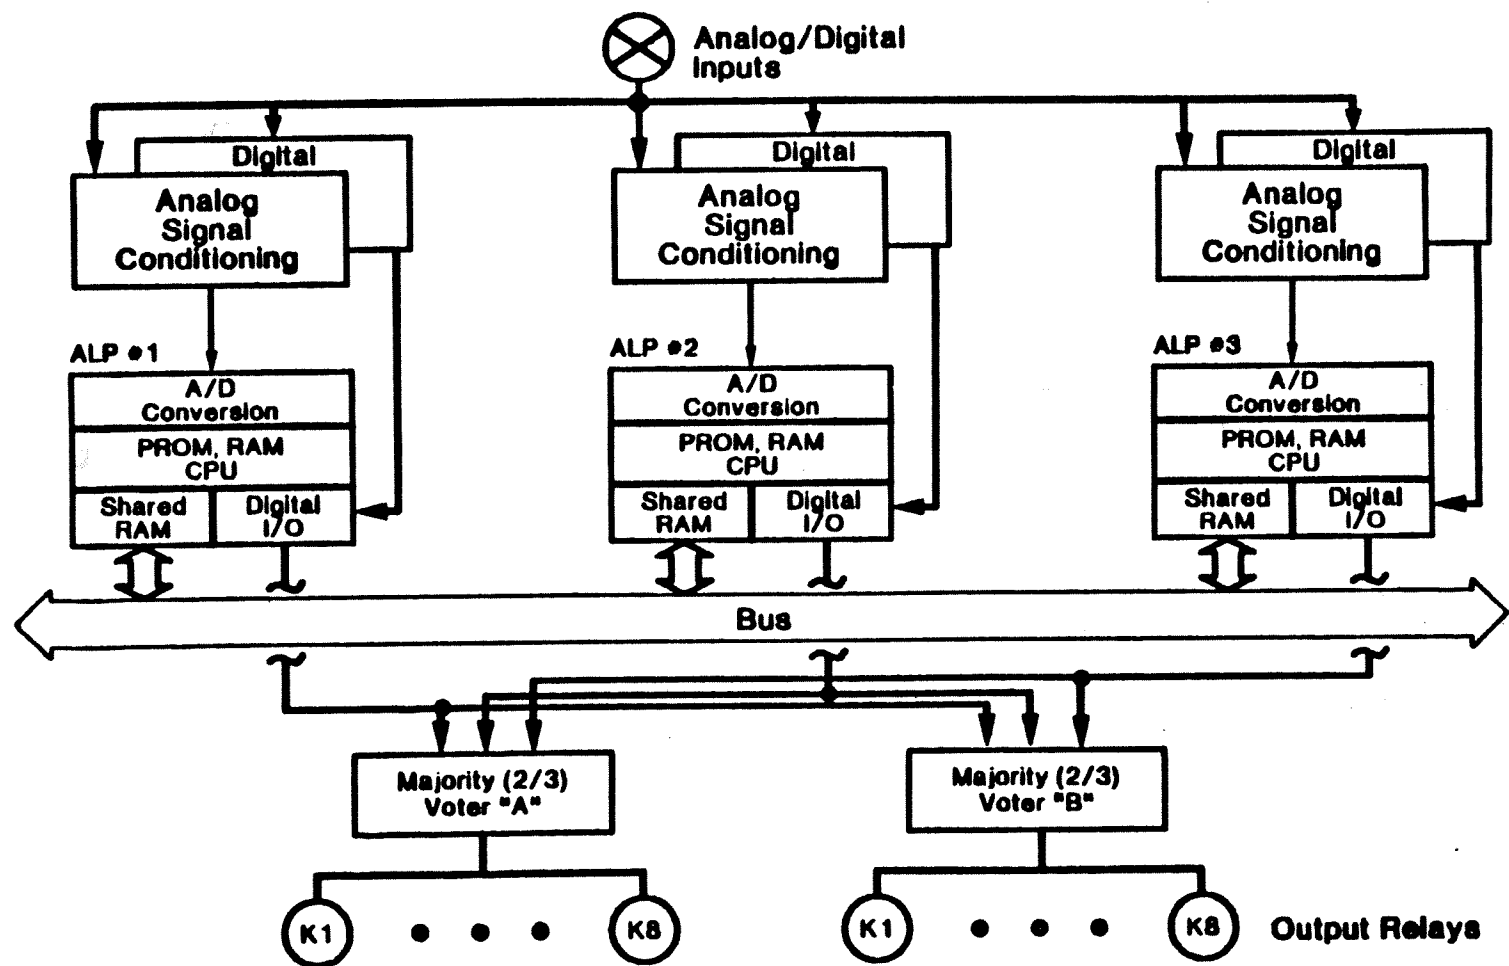 Analog/Digital
Inputs
Digital
Analog
Signal
Conditioning
Digital
Analog
Signal
Conditioning
Digital
Analog
Signal
Conditioning
ALP #1
A/D
Conversion
PROM, RAM
CPU
Shared
RAM
Digital
I/O
ALP #2
A/D
Conversion
PROM, RAM
CPU
Shared
RAM
Digital
I/O
ALP #3
A/D
Conversion
PROM, RAM
CPU
Shared
RAM
Digital
I/O
Bus
Majority (2/3)
Voter "A"
Majority (2/3)
Voter "B"
K1
K8
K1
K8
Output Relays